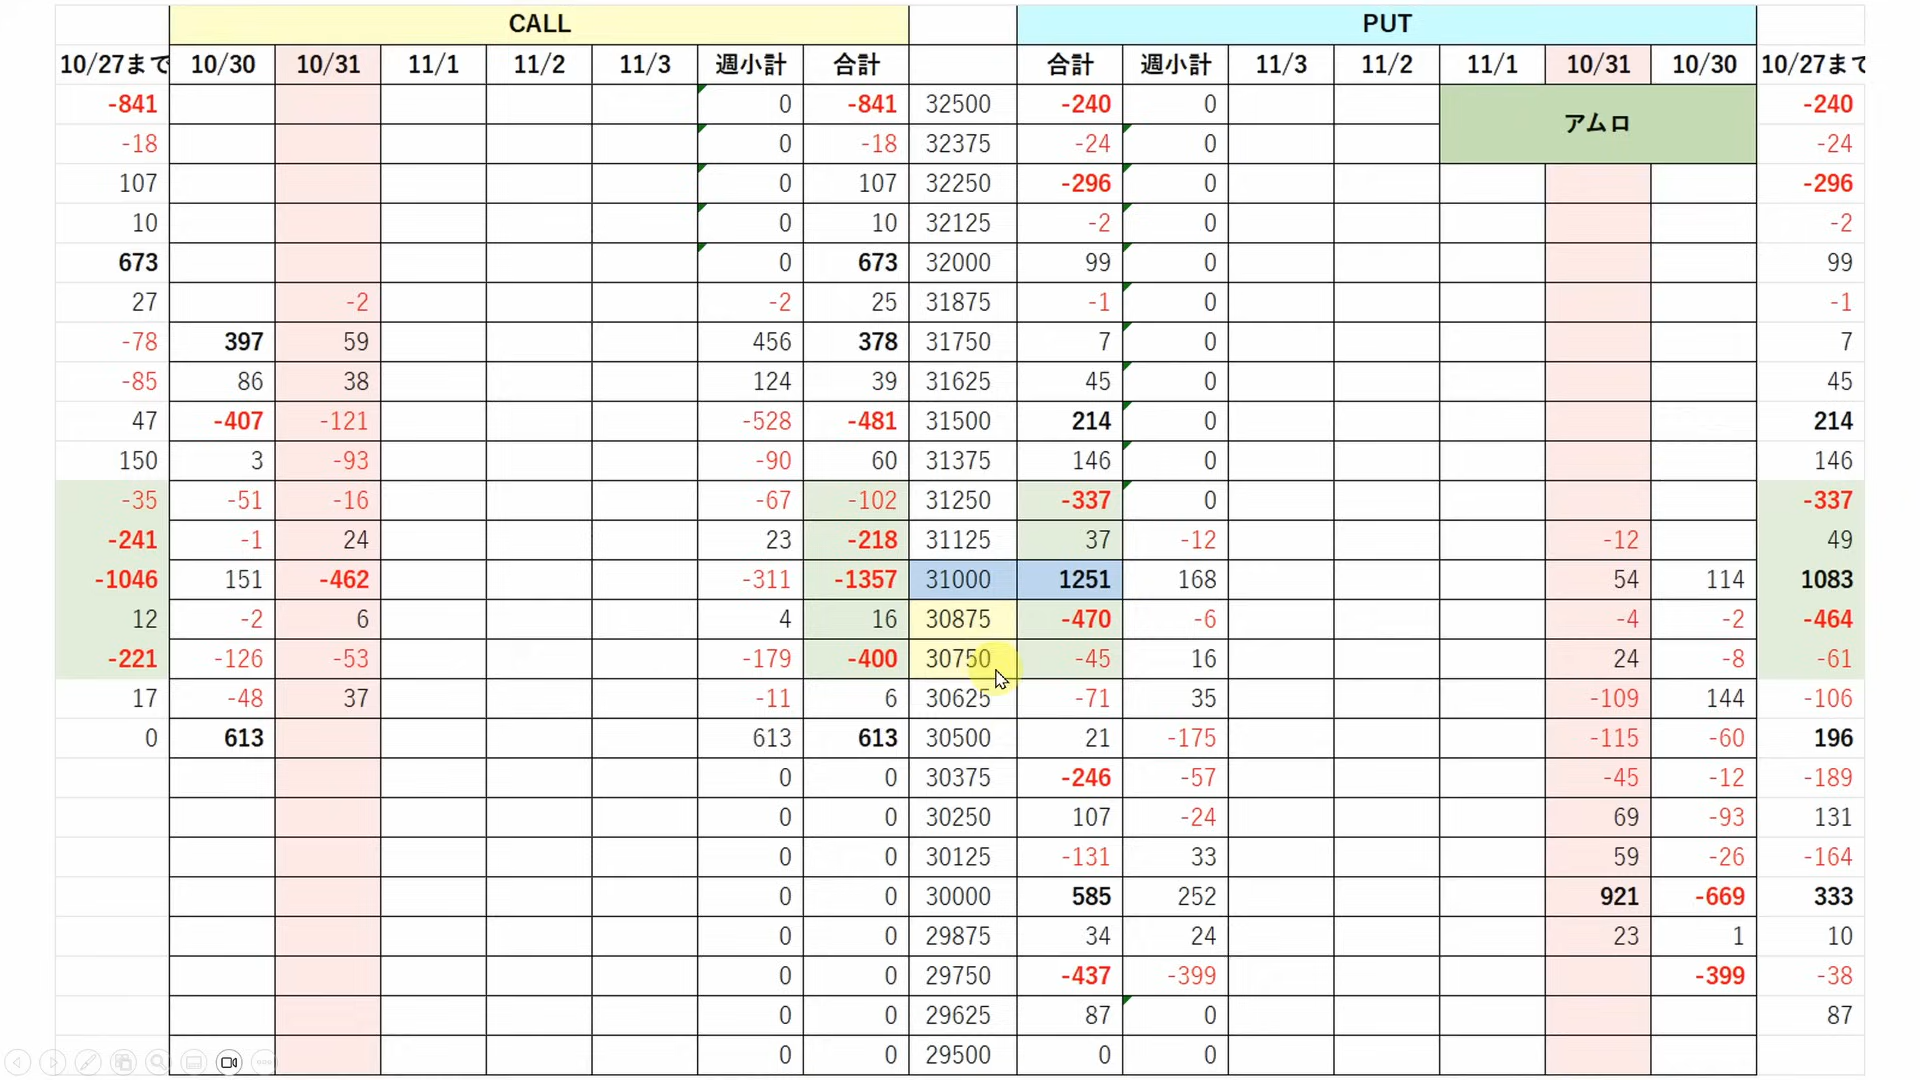 CALL PUT
10/27まで 10/30 10/31 11/1 11/2 11/3 週小計 合計 合計 週小計 11/3 11/2 11/1 10/31 10/30 10/27まで
-841 0 -841 32500 -240 0 アムロ -240
-18 0 -18 32375 -24 0 -24
107 0 107 32250 -296 0 -296
10 0 10 32125 -2 0 -2
673 0 673 32000 99 0 99
27 -2 -2 25 31875 -1 0 -1
-78 397 59 456 378 31750 7 0 7
-85 86 38 124 39 31625 45 0 45
47 -407 -121 -528 -481 31500 214 0 214
150 3 -93 -90 60 31375 146 0 146
-35 -51 -16 -67 -102 31250 -337 0 -337
-241 -1 24 23 -218 31125 37 -12 -12 49
-1046 151 -462 -311 -1357 31000 1251 168 54 114 1083
12 -2 6 4 16 30875 -470 -6 -4 -2 -464
-221 -126 -53 -179 -400 30750 -45 16 24 -8 -61
17 -48 37 -11 6 30625 -71 35 -109 144 -106
0 613 613 613 30500 21 -175 -115 -60 196
0 0 30375 -246 -57 -45 -12 -189
0 0 30250 107 -24 69 -93 131
0 0 30125 -131 33 59 -26 -164
0 0 30000 585 252 921 -669 333
0 0 29875 34 24 23 1 10
0 0 29750 -437 -399 -399 -38
0 0 29625 87 0 87
0 0 29500 0 0